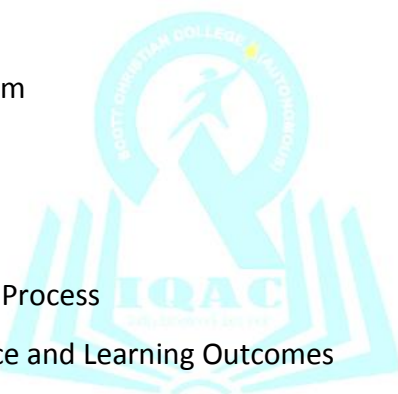 m
SCOTT CHRISTIAN COLLEGE (AUTONOMOUS)
Process
IQAC
ce and Learning Outcomes